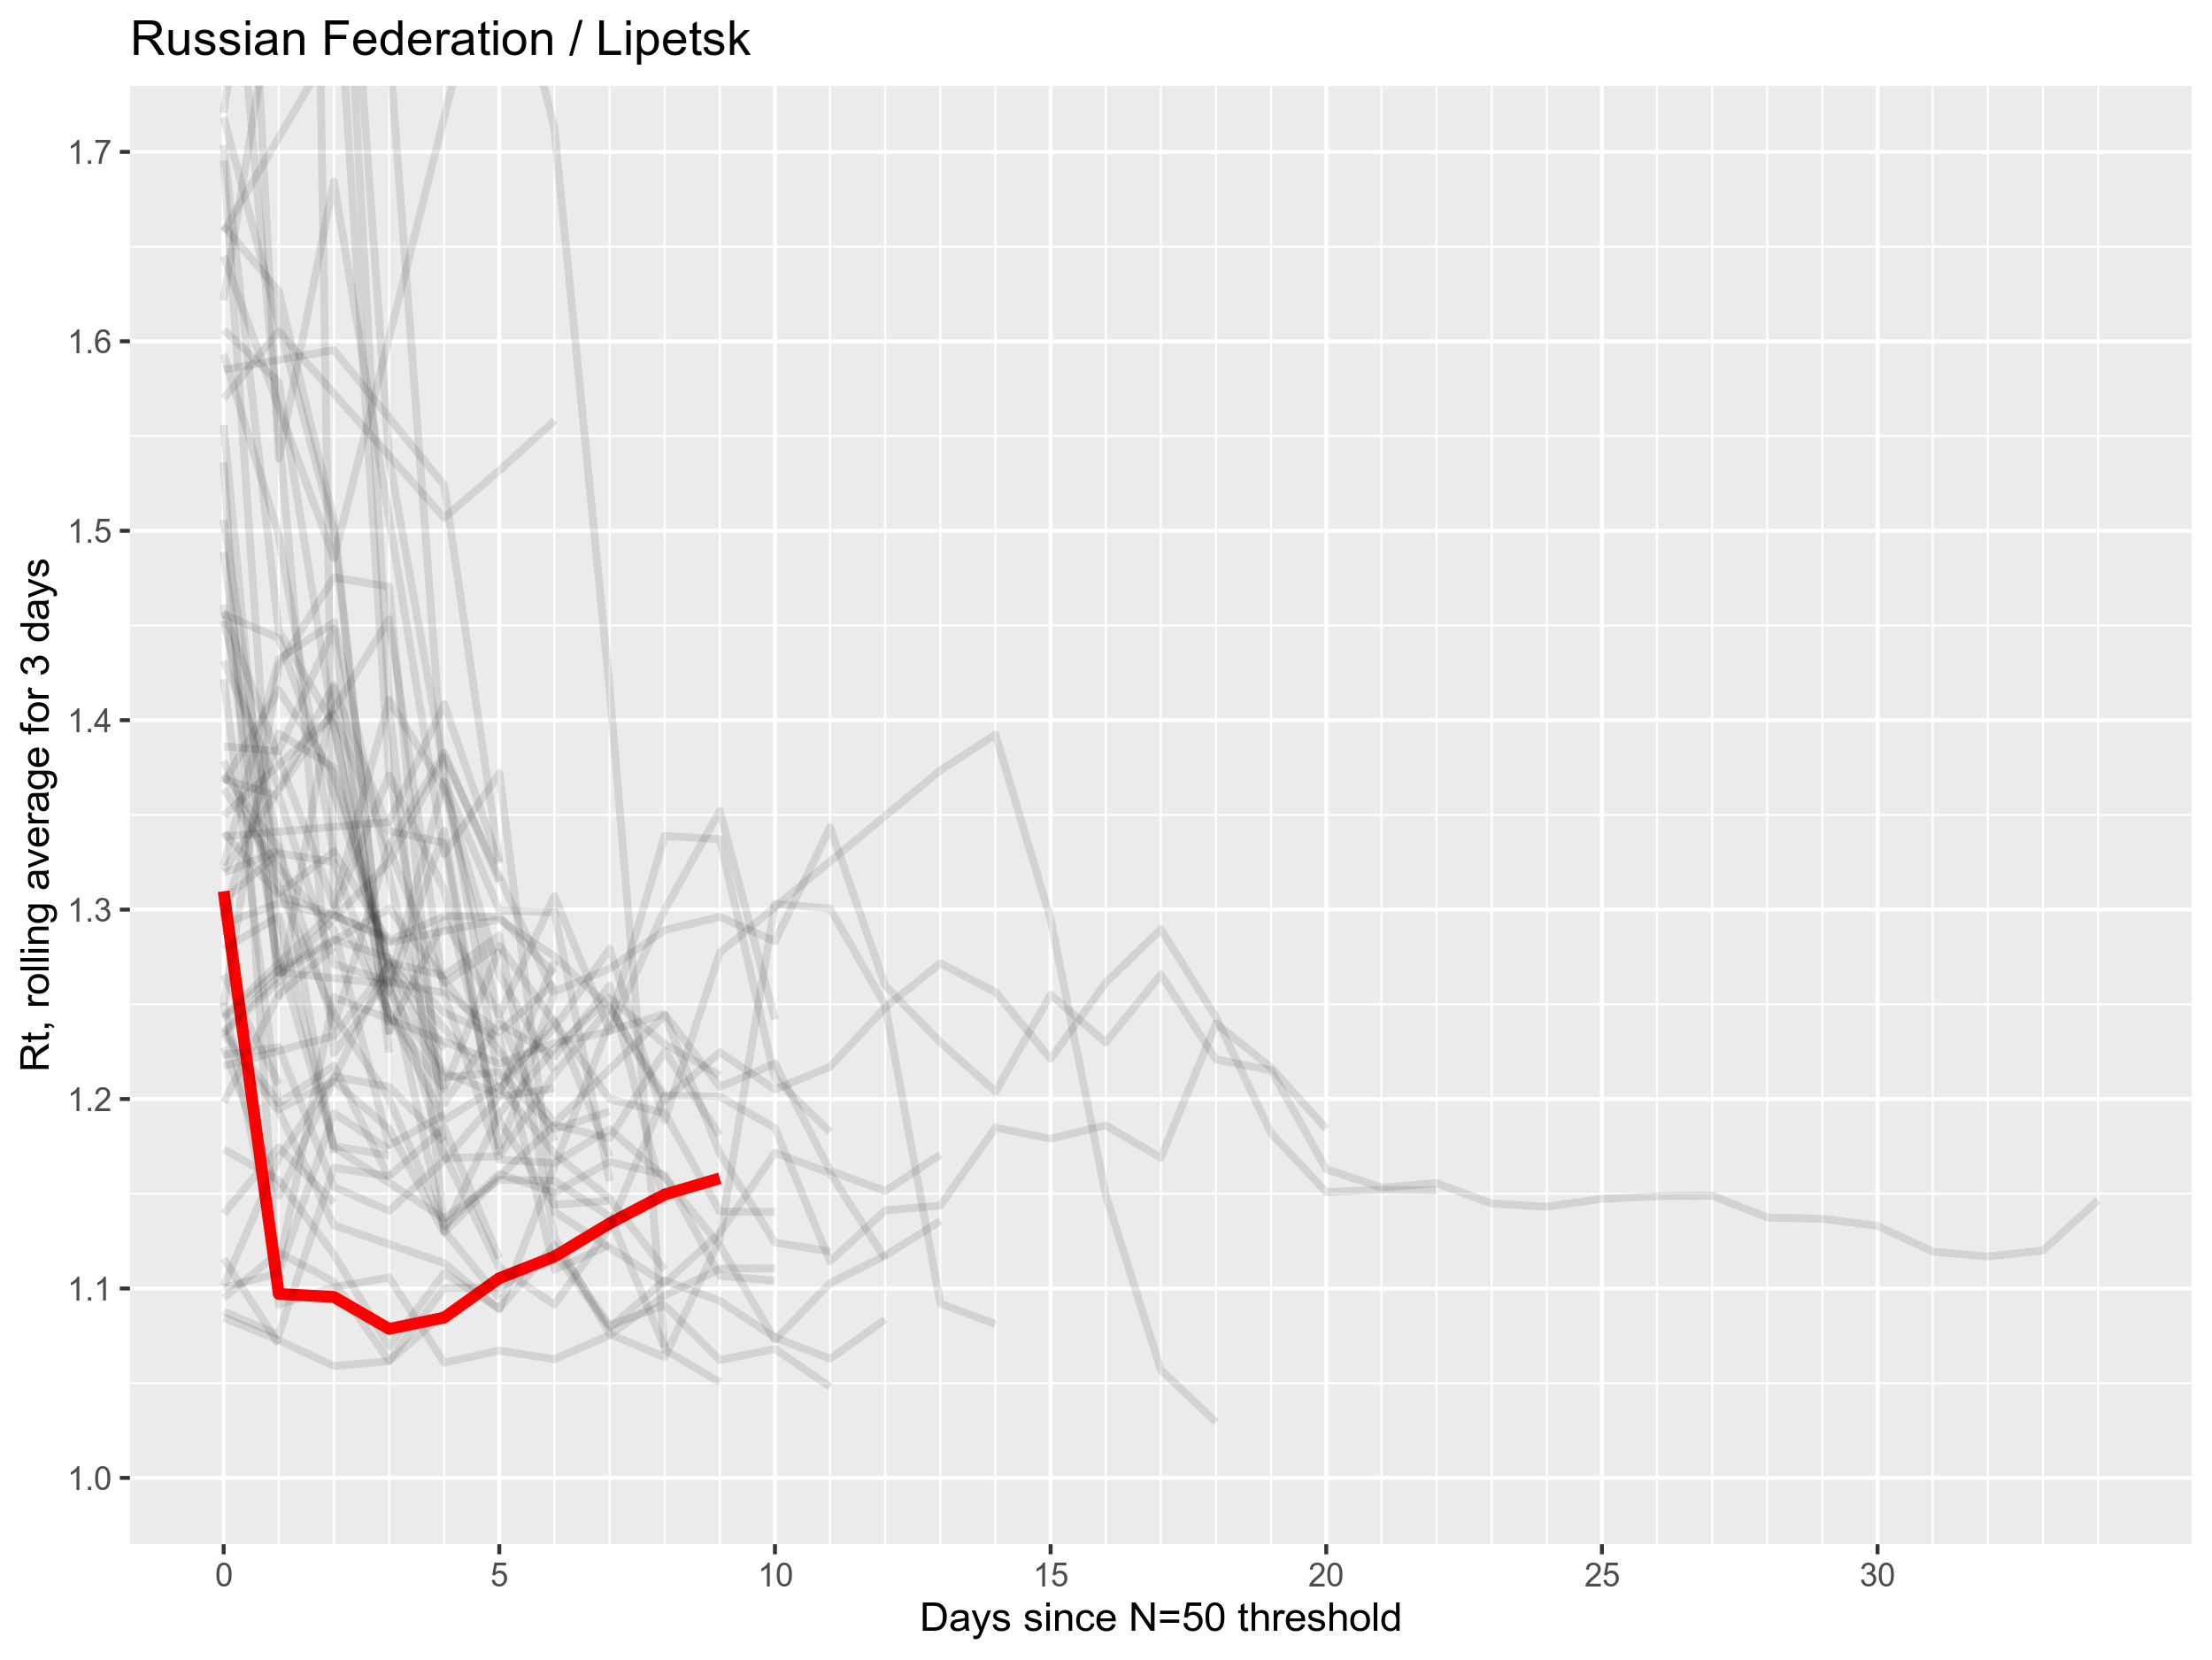 Russian Federation / Lipetsk
Rt, rolling average for 3 days
1.7
1.6
1.5
1.4
1.3
1.2
1.1
1.0
0 5 10 15 20 25 30
Days since N=50 threshold